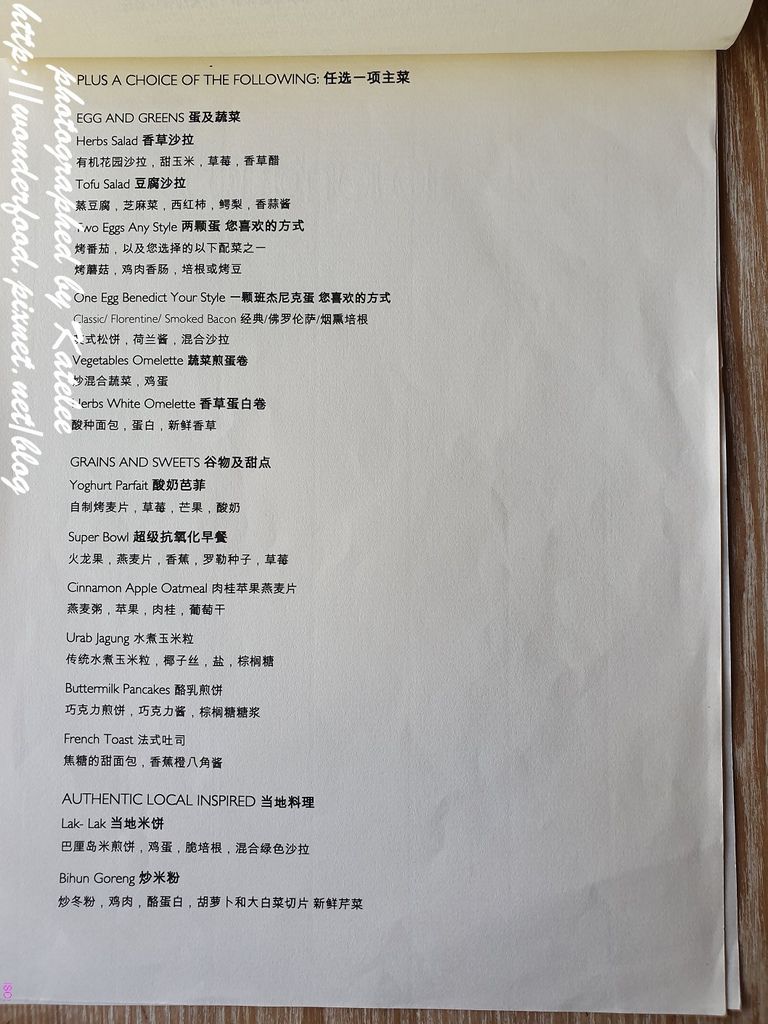 PLUS A CHOICE OF THE FOLLOWING: 任选一项主菜
EGG AND GREENS 蛋及蔬菜
Herbs Salad 香草沙拉
有机花园沙拉，甜玉米，草莓，香草醋
Tofu Salad 豆腐沙拉
蒸豆腐，芝麻菜，西红柿，鳄梨，香蒜酱
Two Eggs Any Style 两颗蛋 您喜欢的方式
烤番茄，以及您选择的以下配菜之一
烤蘑菇，鸡肉香肠，培根或烤豆
One Egg Benedict Your Style 一颗班杰尼克蛋 您喜欢的方式
Classic/ Florentine/ Smoked Bacon 经典/佛罗伦萨/烟熏培根
式松饼，荷兰酱，混合沙拉
Vegetables Omelette 蔬菜煎蛋卷
炒混合蔬菜，鸡蛋
Herbs White Omelette 香草蛋白卷
酸种面包，蛋白，新鲜香草
GRAINS AND SWEETS 谷物及甜点
Yoghurt Parfait 酸奶芭菲
自制烤麦片，草莓，芒果，酸奶
Super Bowl 超级抗氧化早餐
火龙果，燕麦片，香蕉，罗勒种子，草莓
Cinnamon Apple Oatmeal 肉桂苹果燕麦片
燕麦粥，苹果，肉桂，葡萄干
Urab Jagung 水煮玉米粒
传统水煮玉米粒，椰子丝，盐，棕榈糖
Buttermilk Pancakes 酪乳煎饼
巧克力煎饼，巧克力酱，棕榈糖糖浆
French Toast 法式吐司
焦糖的甜面包，香蕉橙八角酱
AUTHENTIC LOCAL INSPIRED 当地料理
Lak- Lak 当地米饼
巴厘岛米煎饼，鸡蛋，脆培根，混合绿色沙拉
Bihun Goreng 炒米粉
炒冬粉，鸡肉，酪蛋白，胡萝卜和大白菜切片 新鲜芹菜
photographed by Katelee
http://wonderfood.pixnet.net/blog
ISO: